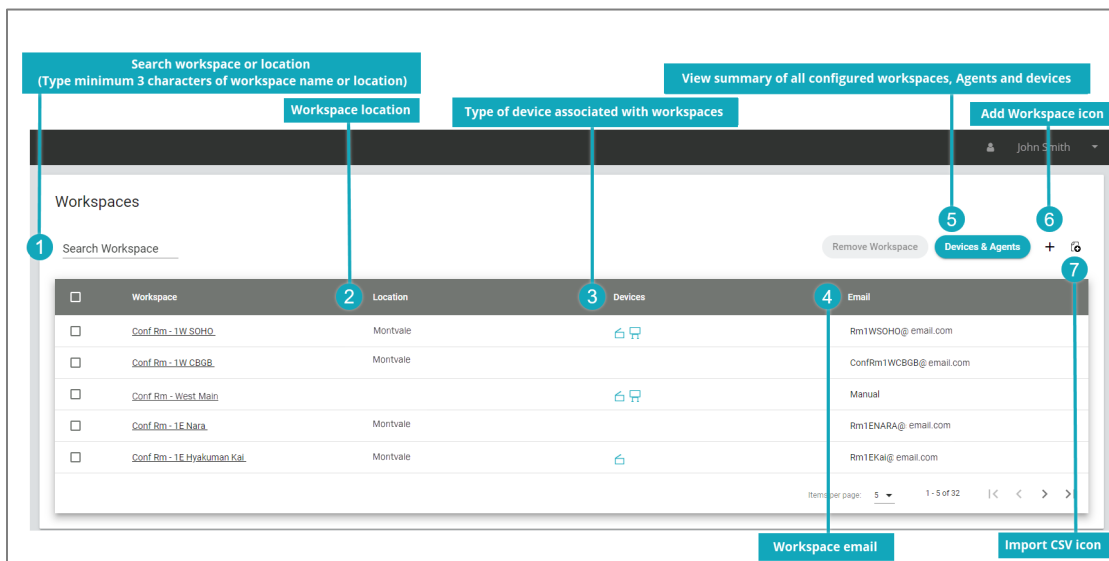 Search workspace or location
(Type minimum 3 characters of workspace name or location)
View summary of all configured workspaces, Agents and devices
Workspace location
Type of device associated with workspaces
Add Workspace icon
John Smith
Workspaces
5
6
1
Search Workspace
Remove Workspace
Devices & Agents
7
Workspace
2
Location
3
Devices
4
Email
Conf Rm - 1W SOHO
Montvale
Rm1WSOHO@ email.com
Conf Rm - 1W CBGB
Montvale
ConfRm1WCBGB@ email.com
Conf Rm - West Main
Manual
Conf Rm - 1E Nara
Montvale
Rm1ENARA@ email.com
Conf Rm - 1E Hyakuman Kai
Montvale
Rm1EKai@ email.com
Items per page: 5
1 - 5 of 32
Workspace email
Import CSV icon